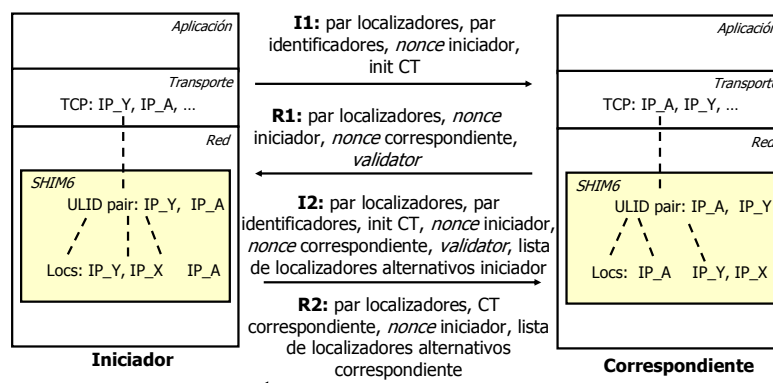 Aplicación
Transporte
TCP: IP_Y, IP_A, ...
Red
SHIM6
ULID pair: IP_Y, IP_A
Locs: IP_Y, IP_X IP_A
Iniciador
I1: par localizadores, par
identificadores, nonce iniciador,
init CT
R1: par localizadores, nonce
iniciador, nonce correspondiente,
validator
I2: par localizadores, par
identificadores, init CT, nonce iniciador,
nonce correspondiente, validator, lista
de localizadores alternativos iniciador
R2: par localizadores, CT
correspondiente, nonce iniciador, lista
de localizadores alternativos
correspondiente
Aplicación
Transporte
TCP: IP_A, IP_Y, ...
Red
SHIM6
ULID pair: IP_A, IP_Y
Locs: IP_A IP_Y, IP_X
Correspondiente